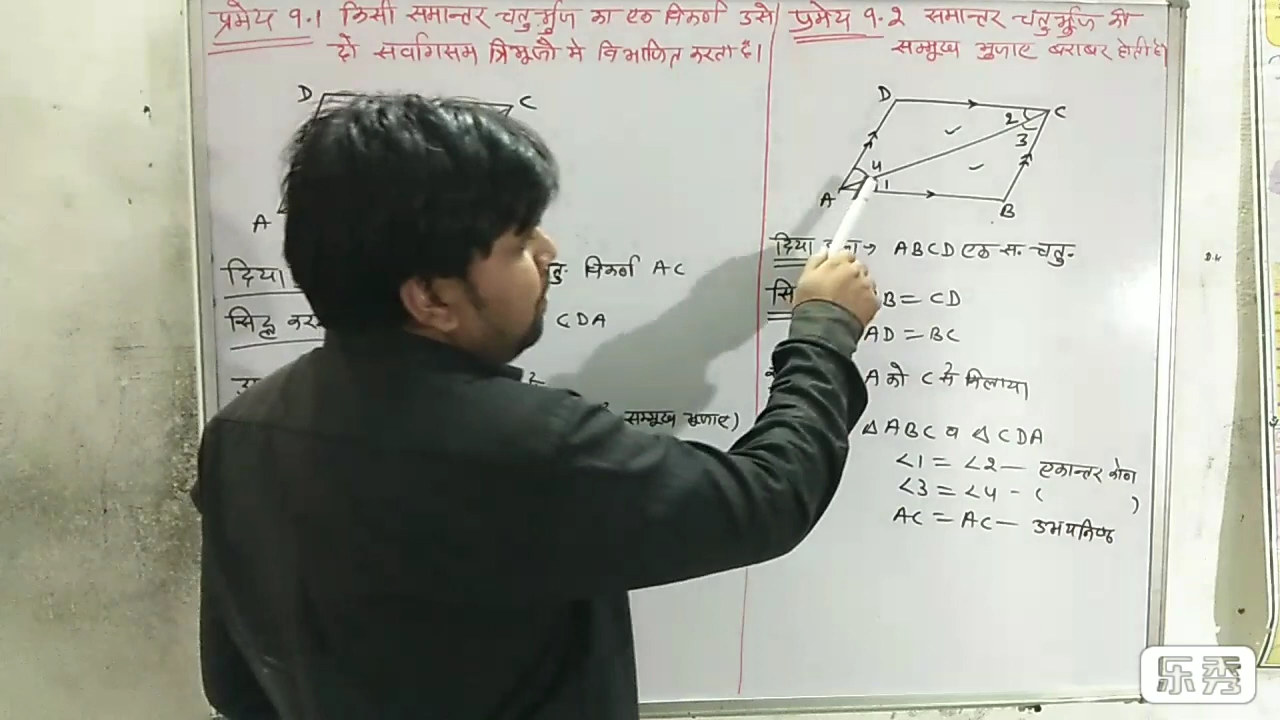 प्रमेय 9.1 किसी समान्तर चतुर्भुज का एक विकर्ण उसे
दो सर्वांगसम त्रिभुजों मे विभाजित करता है।
D
C
A
दिया
विकर्ण AC
सिद्ध
CDA
सम्मुख भुजाएं)
प्रमेय 9.2 समान्तर चतुर्भुज की
सम्मुख भुजाएं बराबर होती है।
D
C
2
3
4
1
A
B
दिया → ABCD एक स. चतु.
B = CD
AD = BC
A को C से मिलाया
△ ABC व △ CDA
∠1 = ∠2 — एकान्तर कोण
∠3 = ∠4 - ( )
AC = AC — उभयनिष्ठ
乐秀